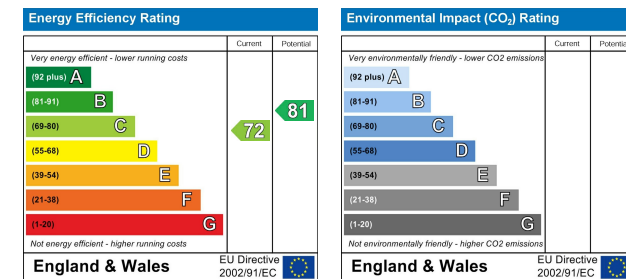 Energy Efficiency Rating
Current Potential
Very energy efficient - lower running costs
(92 plus) A
(81-91) B
(69-80) C
(55-68) D
(39-54) E
(21-38) F
(1-20) G
72
81
Not energy efficient - higher running costs
England & Wales
EU Directive
2002/91/EC
Environmental Impact (CO₂) Rating
Current Potential
Very environmentally friendly - lower CO2 emissions
(92 plus) A
(81-91) B
(69-80) C
(55-68) D
(39-54) E
(21-38) F
(1-20) G
Not environmentally friendly - higher CO2 emissions
England & Wales
EU Directive
2002/91/EC